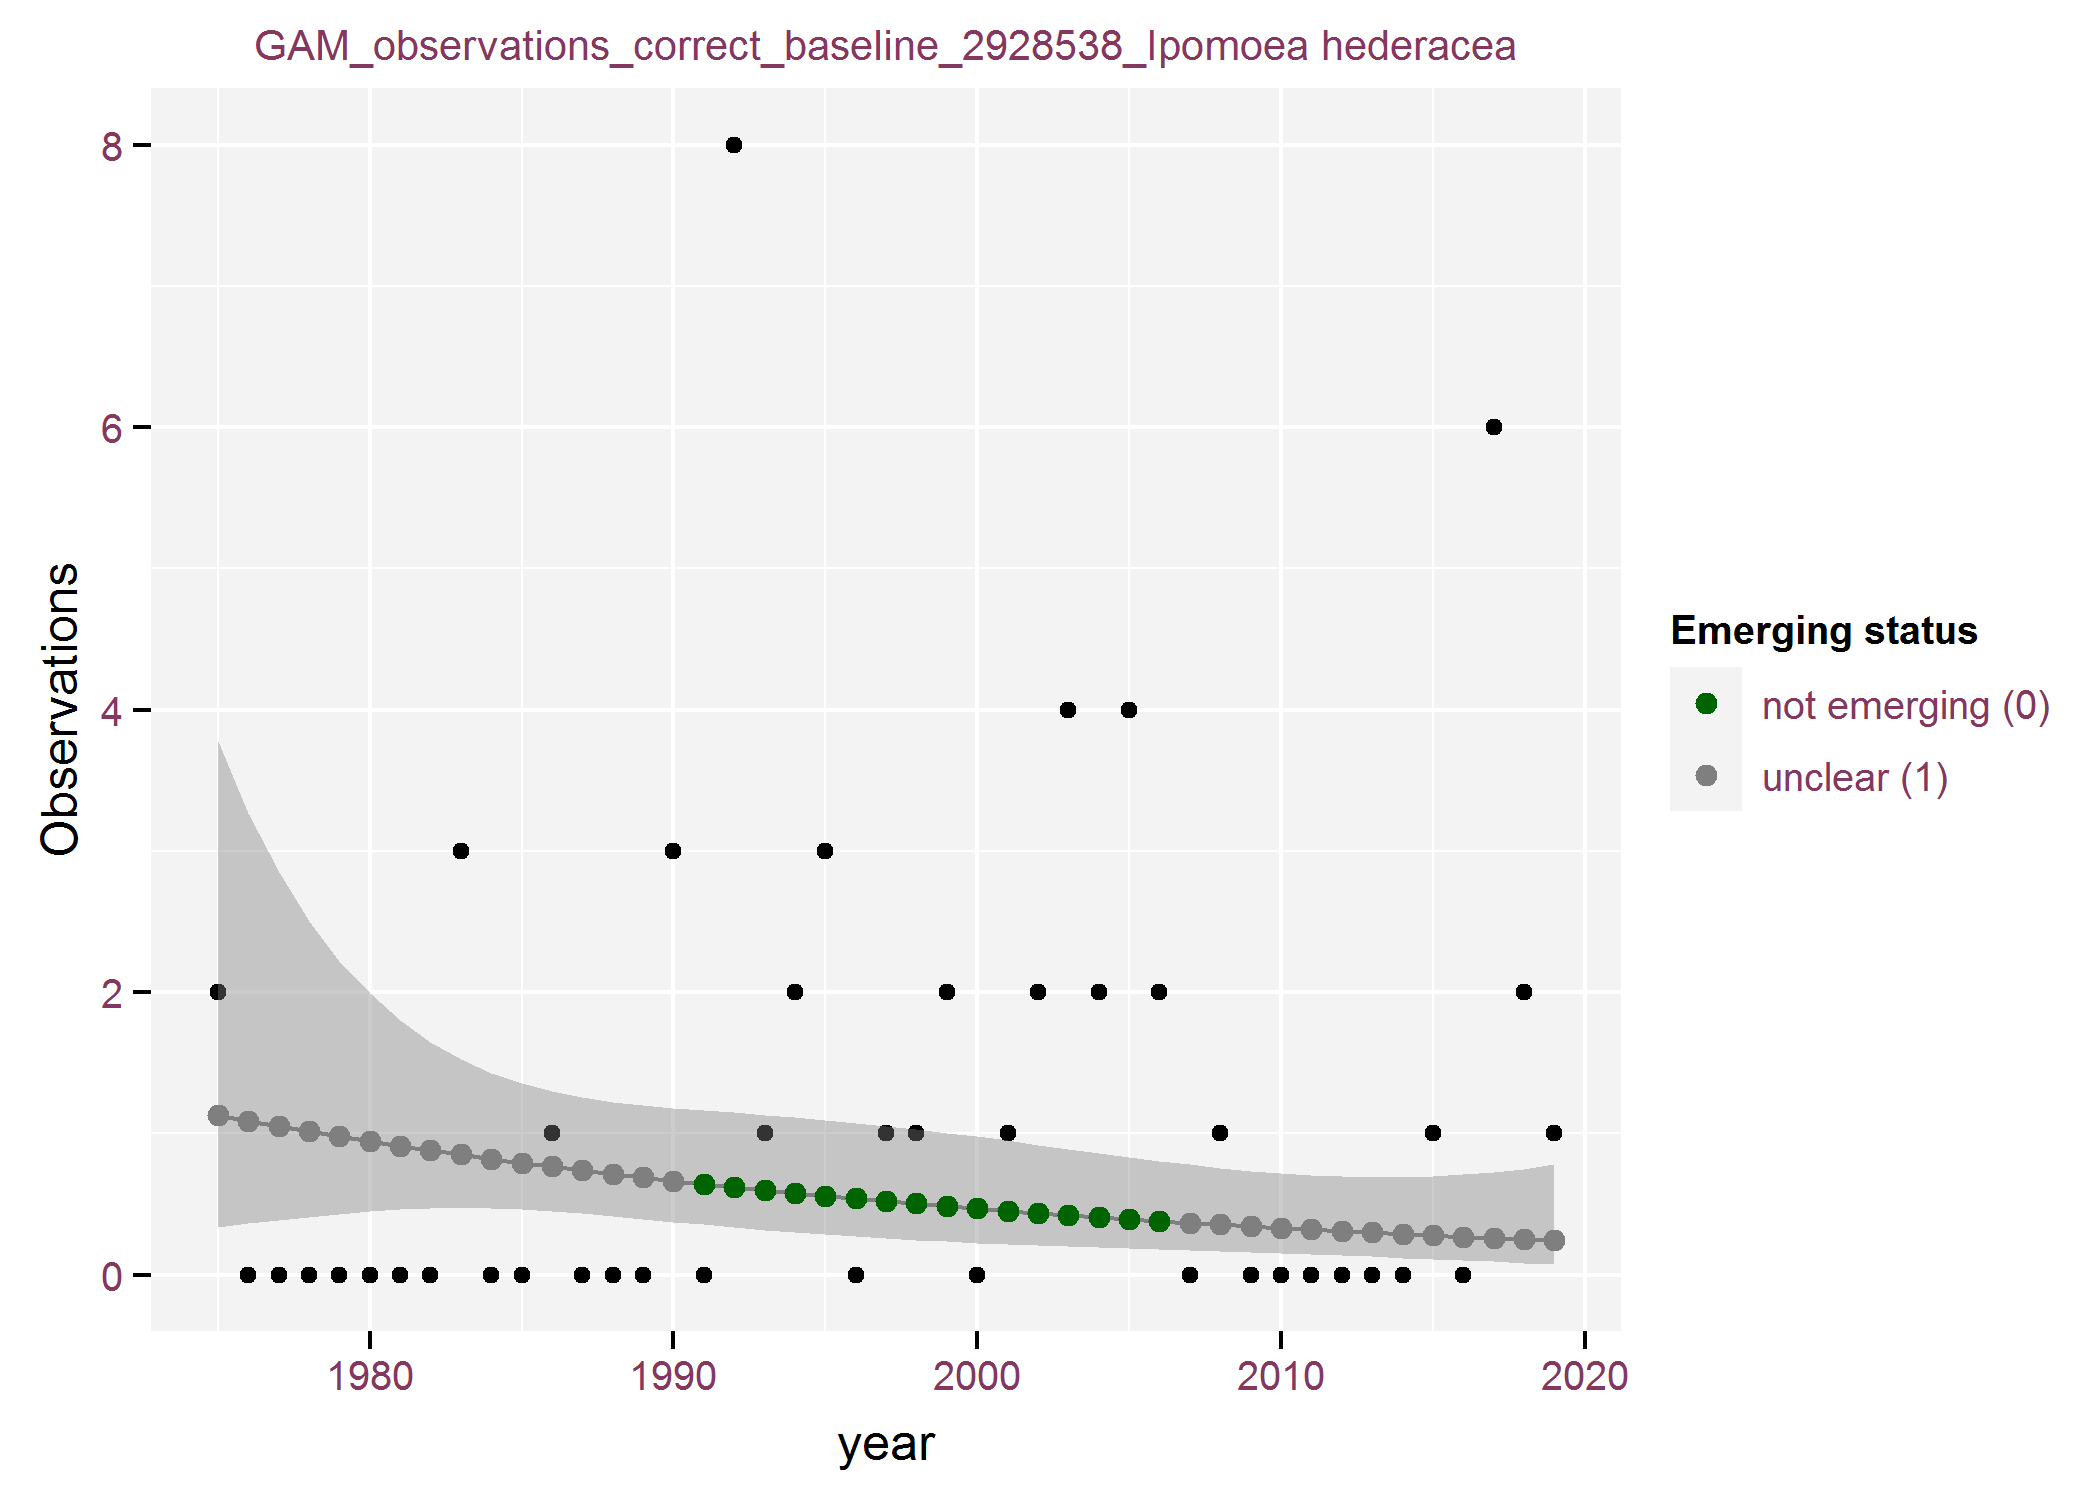 GAM_observations_correct_baseline_2928538_Ipomoea hederacea
8
6
4
2
0
Observations
1980 1990 2000 2010 2020
year
Emerging status
not emerging (0)
unclear (1)